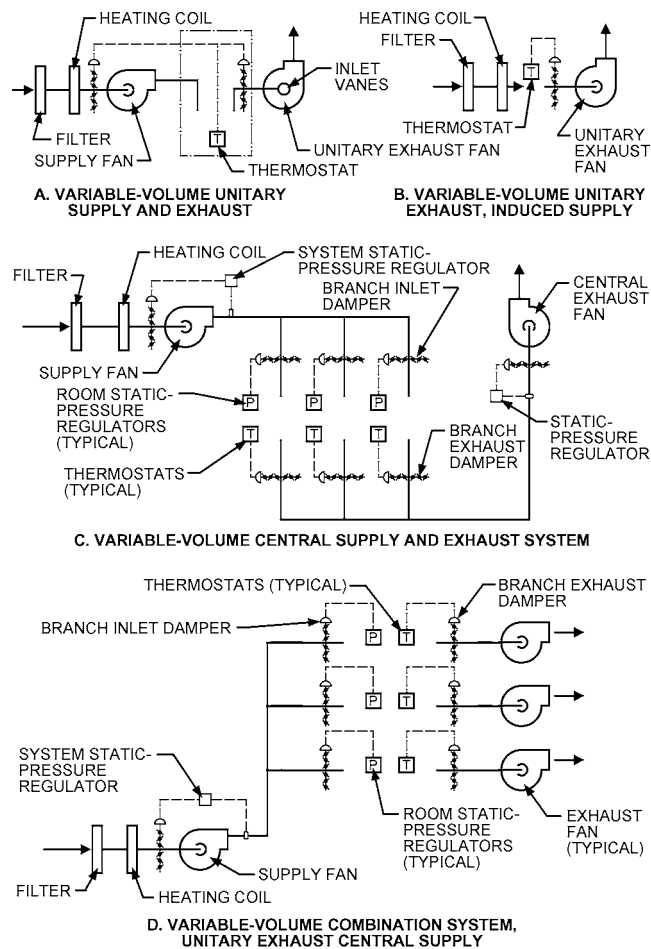 HEATING COIL
FILTER
SUPPLY FAN
T
THERMOSTAT
INLET
VANES
UNITARY EXHAUST FAN
A. VARIABLE-VOLUME UNITARY
SUPPLY AND EXHAUST
HEATING COIL
FILTER
T
THERMOSTAT
UNITARY
EXHAUST
FAN
B. VARIABLE-VOLUME UNITARY
EXHAUST, INDUCED SUPPLY
HEATING COIL
FILTER
SYSTEM STATIC-
PRESSURE REGULATOR
BRANCH INLET
DAMPER
CENTRAL
EXHAUST
FAN
SUPPLY FAN
ROOM STATIC-
PRESSURE
REGULATORS
(TYPICAL)
P P P
T T T
THERMOSTATS
(TYPICAL)
BRANCH
EXHAUST
DAMPER
STATIC-
PRESSURE
REGULATOR
C. VARIABLE-VOLUME CENTRAL SUPPLY AND EXHAUST SYSTEM
THERMOSTATS (TYPICAL)
BRANCH EXHAUST
DAMPER
BRANCH INLET DAMPER
P T
P T
P T
SYSTEM STATIC-
PRESSURE
REGULATOR
ROOM STATIC-
PRESSURE
REGULATORS
(TYPICAL)
EXHAUST
FAN
(TYPICAL)
SUPPLY FAN
FILTER
HEATING COIL
D. VARIABLE-VOLUME COMBINATION SYSTEM,
UNITARY EXHAUST CENTRAL SUPPLY